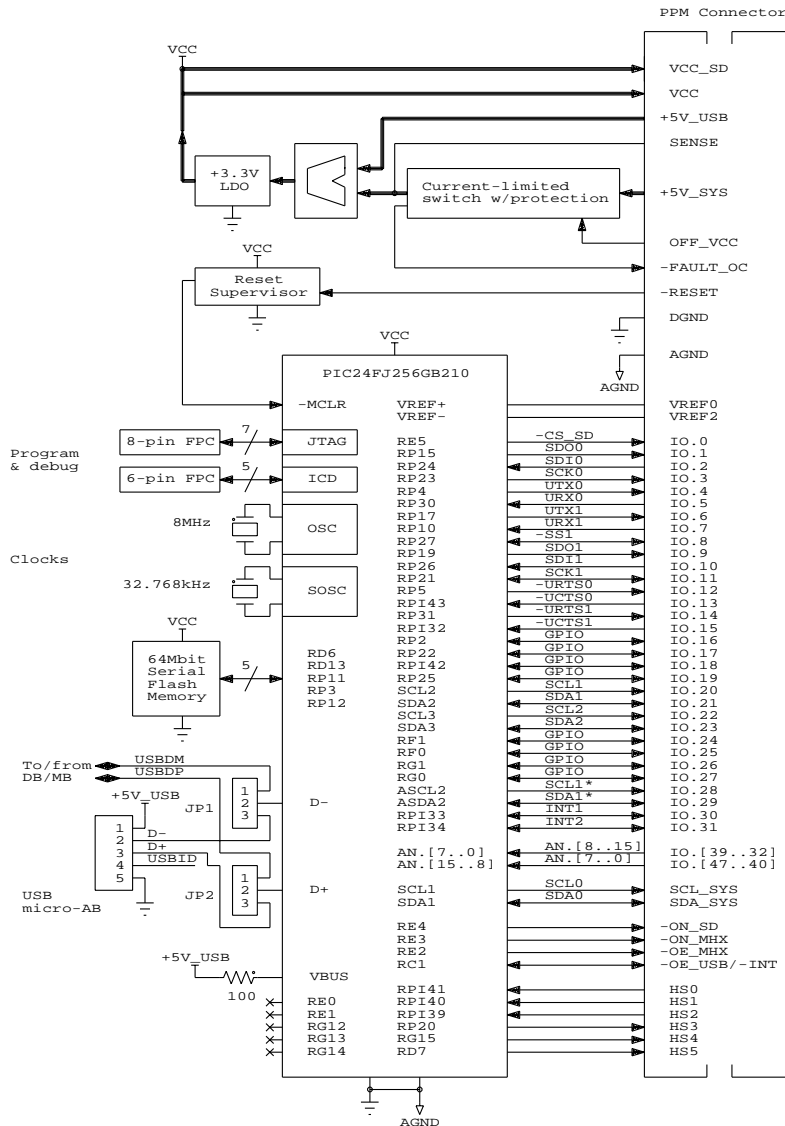 PPM Connector
VCC
VCC_SD
VCC
+5V_USB
SENSE
+3.3V
LDO
Current-limited
switch w/protection
+5V_SYS
OFF_VCC
-FAULT_OC
VCC
Reset
Supervisor
-RESET
DGND
VCC
AGND
AGND
PIC24FJ256GB210
-MCLR VREF+ VREF0
VREF- VREF2
Program
& debug
8-pin FPC 7 JTAG
6-pin FPC 5 ICD
8MHz OSC
Clocks
32.768kHz SOSC
RE5 -CS_SD IO.0
RP15 SDO0 IO.1
RP24 SDI0 IO.2
RP23 SCK0 IO.3
RP4 UTX0 IO.4
RP30 URX0 IO.5
RP17 UTX1 IO.6
RP10 URX1 IO.7
RP27 -SS1 IO.8
RP19 SDO1 IO.9
RP26 SDI1 IO.10
RP21 SCK1 IO.11
RP5 -URTS0 IO.12
RPI43 -UCTS0 IO.13
RP31 -URTS1 IO.14
RPI32 -UCTS1 IO.15
RP2 GPIO IO.16
RP22 GPIO IO.17
RPI42 GPIO IO.18
RP25 GPIO IO.19
SCL2 SCL1 IO.20
SDA2 SDA1 IO.21
SCL3 SCL2 IO.22
SDA3 SDA2 IO.23
RF1 GPIO IO.24
RF0 GPIO IO.25
RG1 GPIO IO.26
RG0 GPIO IO.27
ASCL2 SCL1* IO.28
ASDA2 SDA1* IO.29
RPI33 INT1 IO.30
RPI34 INT2 IO.31
VCC
64Mbit
Serial
Flash
Memory
5
RD6
RD13
RP11
RP3
RP12
To/from
DB/MB
USBDM
USBDP
+5V_USB
JP1
1
2
3
D-
1
2
3
4
5
D-
D+
USBID
USB
micro-AB
JP2
1
2
3
D+
AN.[7..0] AN.[8..15] IO.[39..32]
AN.[15..8] AN.[7..0] IO.[47..40]
SCL1 SCL0 SCL_SYS
SDA1 SDA0 SDA_SYS
RE4 -ON_SD
RE3 -ON_MHX
RE2 -OE_MHX
RC1 -OE_USB/-INT
+5V_USB
100
VBUS
RE0
RE1
RG12
RG13
RG14
RPI41 HS0
RPI40 HS1
RPI39 HS2
RP20 HS3
RG15 HS4
RD7 HS5
AGND